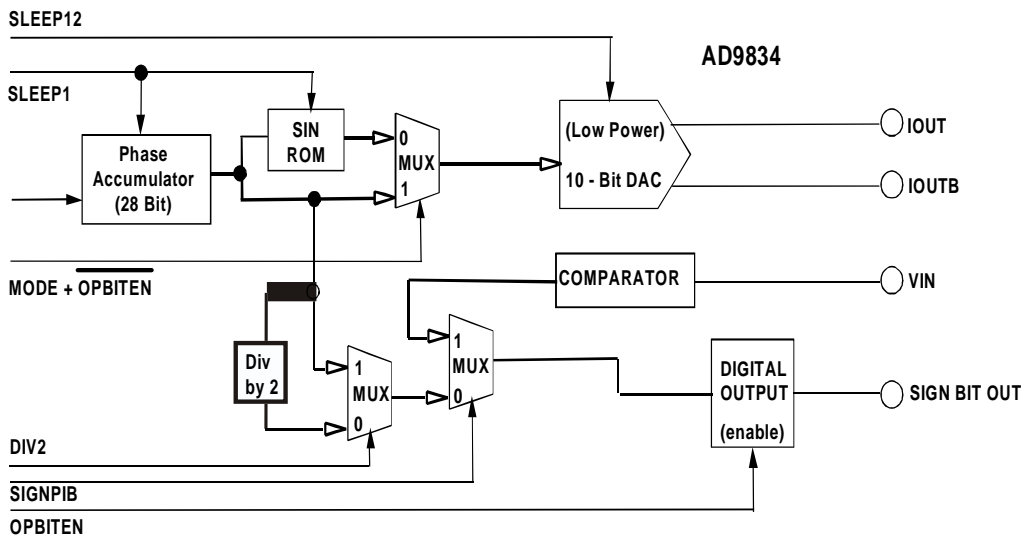 SLEEP12
AD9834
SLEEP1
SIN
ROM
0
MUX
1
(Low Power)
10 - Bit DAC
IOUT
IOUTB
Phase
Accumulator
(28 Bit)
MODE + OPBITEN
COMPARATOR
VIN
1
MUX
0
Div
by 2
1
MUX
0
DIGITAL
OUTPUT
(enable)
SIGN BIT OUT
DIV2
SIGNPIB
OPBITEN